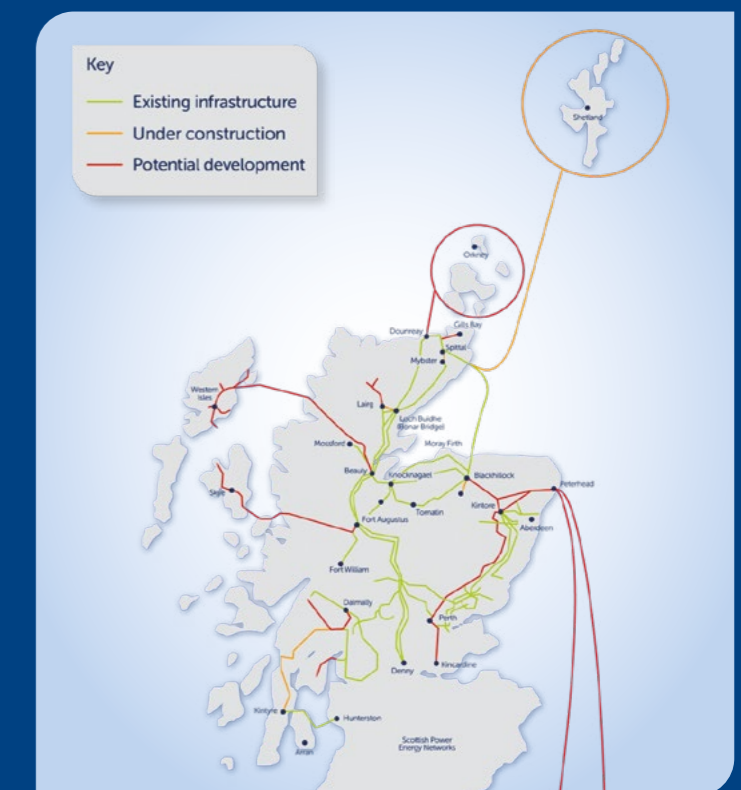 Key
Existing infrastructure
Under construction
Potential development
Shetland
Orkney
Dounreay
Gills Bay
Spittal
Mybster
Western
Isles
Lairg
Loch Buidhe
(Bonar Bridge)
Mossford
Moray Firth
Beauly
Knocknagael
Blackhillock
Peterhead
Skye
Kintore
Tomatin
Fort Augustus
Aberdeen
Fort William
Dalmally
Perth
Denny
Kincardine
Kintyre
Hunterston
Arran
Scottish Power
Energy Networks